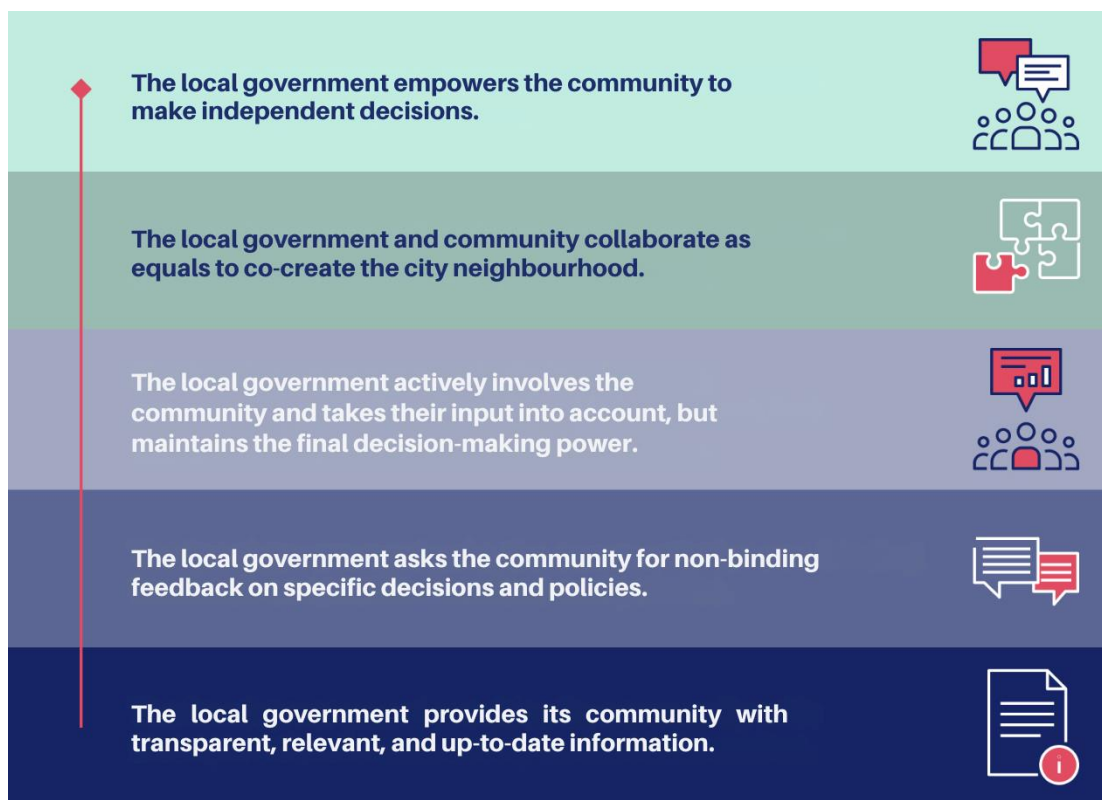 The local government empowers the community to
make independent decisions.
The local government and community collaborate as
equals to co-create the city neighbourhood.
The local government actively involves the
community and takes their input into account, but
maintains the final decision-making power.
The local government asks the community for non-binding
feedback on specific decisions and policies.
The local government provides its community with
transparent, relevant, and up-to-date information.
i